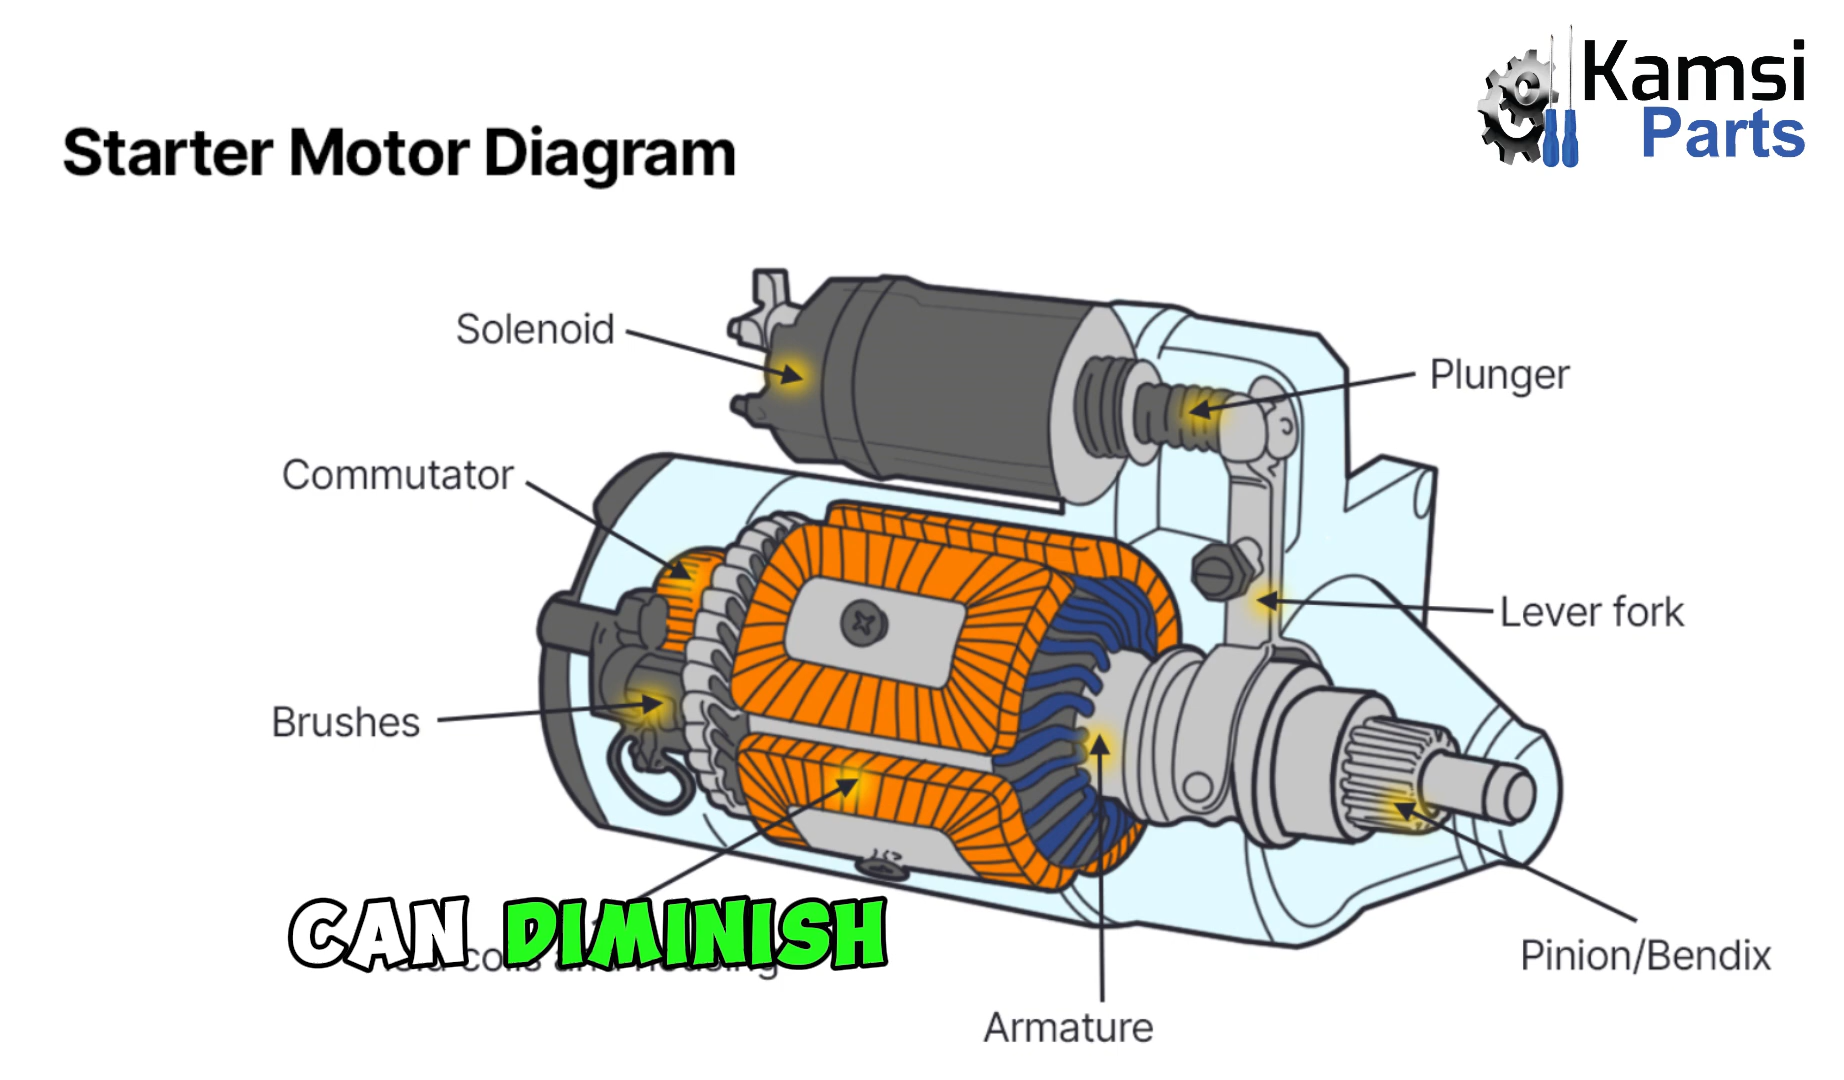 Kamsi
Parts
Starter Motor Diagram
Solenoid
Plunger
Commutator
Lever fork
Brushes
CAN DIMINISH
Pinion/Bendix
Armature